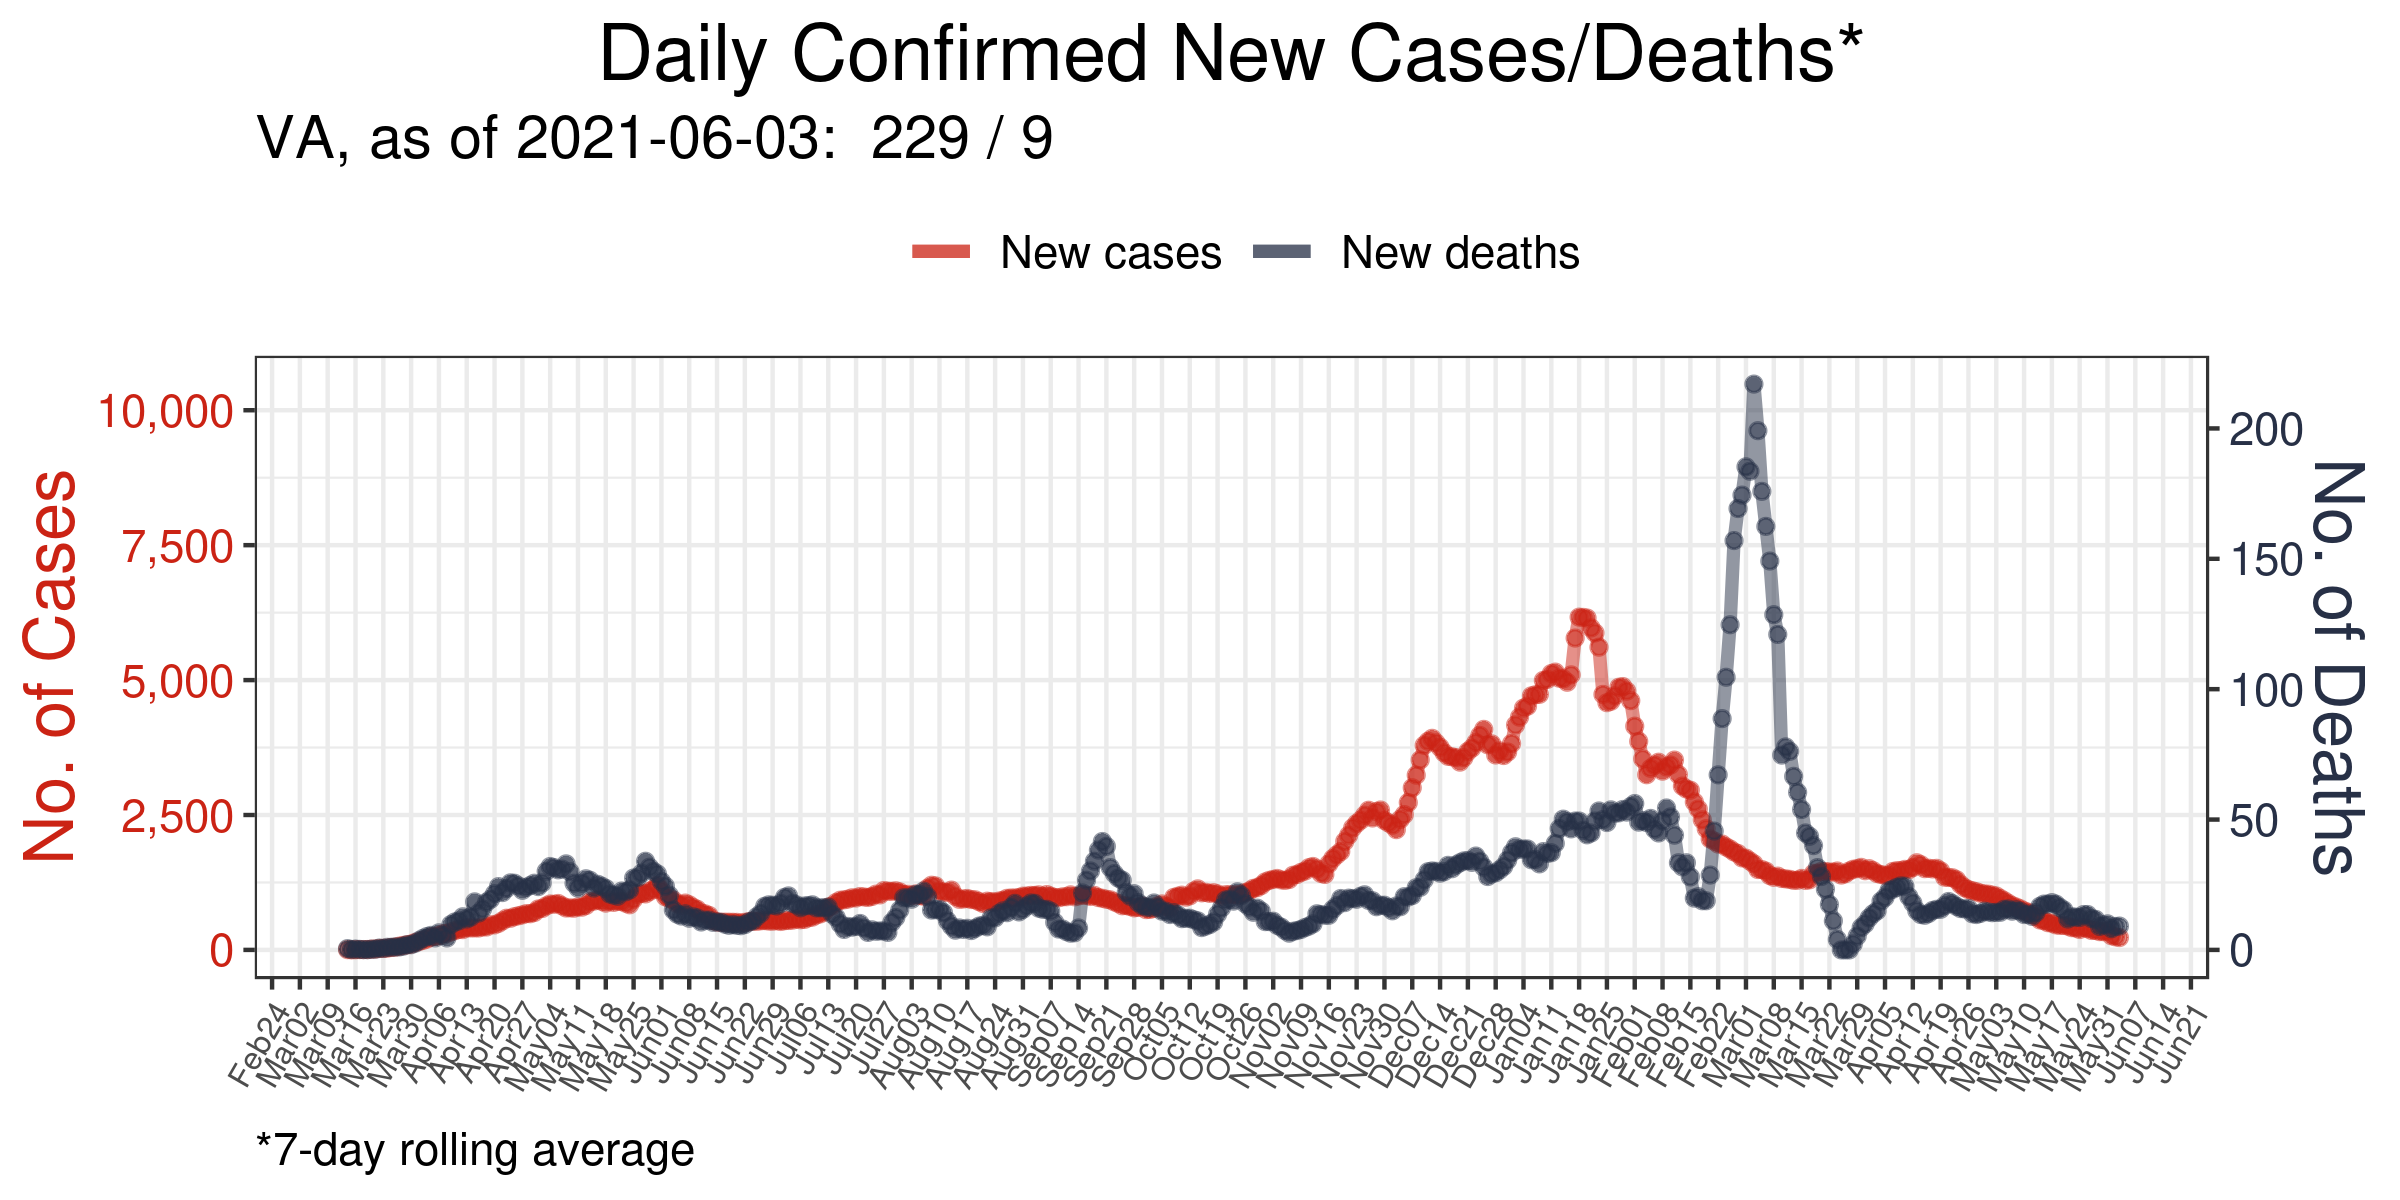 Daily Confirmed New Cases/Deaths*
VA, as of 2021-06-03:  229 / 9
New cases
New deaths
No. of Cases
10,000
7,500
5,000
2,500
0
200
150
100
50
0
No. of Deaths
Feb24
Mar02
Mar09
Mar16
Mar23
Mar30
Apr06
Apr13
Apr20
Apr27
May04
May11
May18
May25
Jun01
Jun08
Jun15
Jun22
Jun29
Jul06
Jul13
Jul20
Jul27
Aug03
Aug10
Aug17
Aug24
Aug31
Sep07
Sep14
Sep21
Sep28
Oct05
Oct12
Oct19
Oct26
Nov02
Nov09
Nov16
Nov23
Nov30
Dec07
Dec14
Dec21
Dec28
Jan04
Jan11
Jan18
Jan25
Feb01
Feb08
Feb15
Feb22
Mar01
Mar08
Mar15
Mar22
Mar29
Apr05
Apr12
Apr19
Apr26
May03
May10
May17
May24
May31
Jun07
Jun14
Jun21
*7-day rolling average